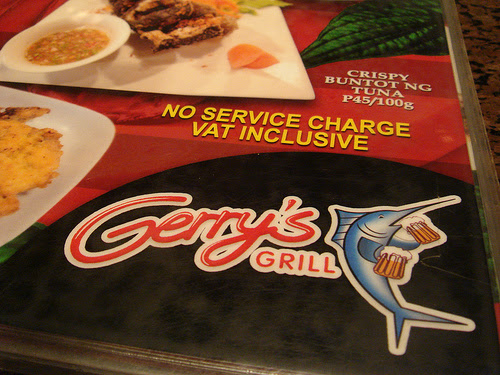 CRISPY
BUNTOT NG
TUNA
P45/100g
NO SERVICE CHARGE
VAT INCLUSIVE
Gerry's
GRILL